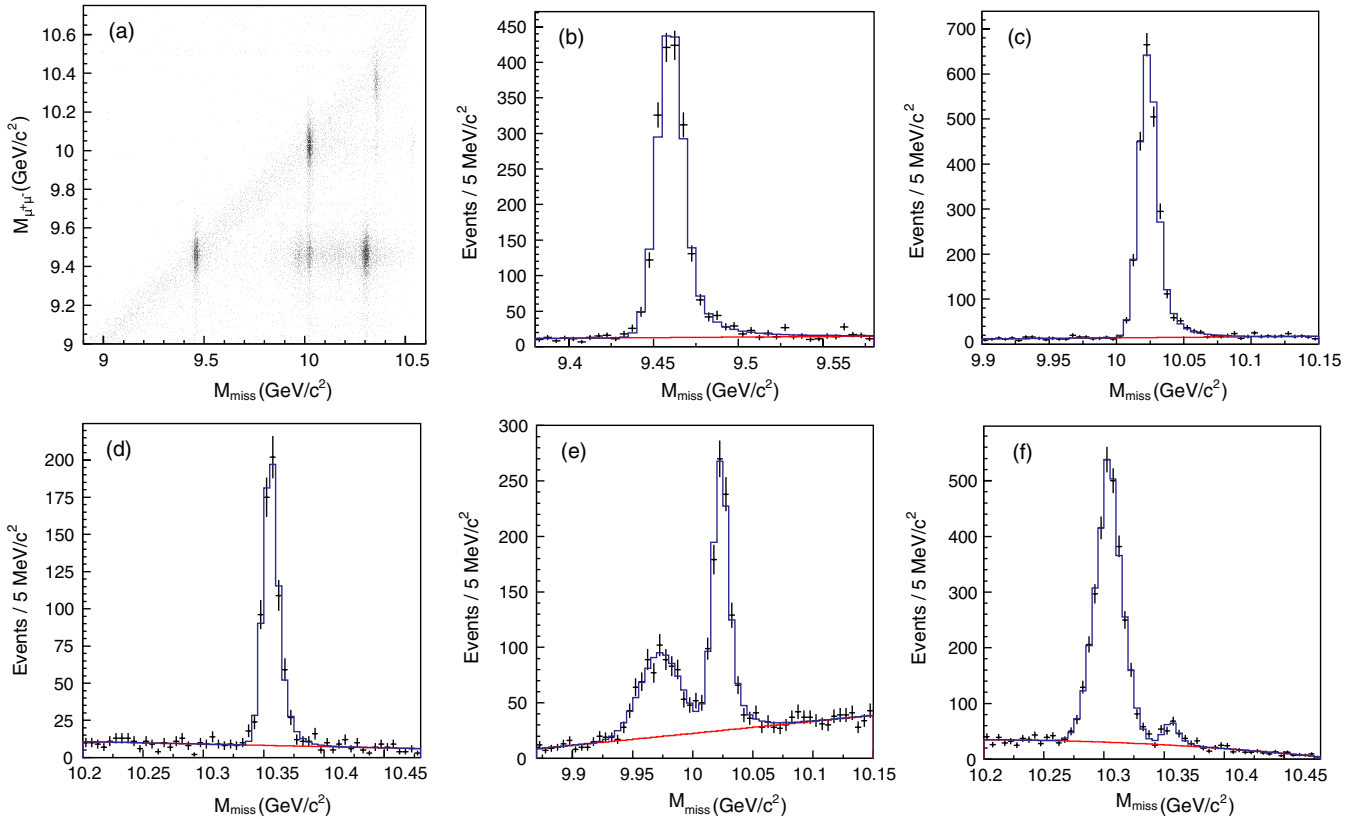 (a)
10.6
10.4
10.2
10
9.8
9.6
9.4
9.2
9
M_μ+μ- (GeV/c²)
9 9.5 10 10.5
M_miss (GeV/c²)
(b)
450
400
350
300
250
200
150
100
50
0
Events / 5 MeV/c²
9.4 9.45 9.5 9.55
M_miss (GeV/c²)
(c)
700
600
500
400
300
200
100
0
Events / 5 MeV/c²
9.9 9.95 10 10.05 10.1 10.15
M_miss (GeV/c²)
(d)
200
175
150
125
100
75
50
25
0
Events / 5 MeV/c²
10.2 10.25 10.3 10.35 10.4 10.45
M_miss (GeV/c²)
(e)
300
250
200
150
100
50
0
Events / 5 MeV/c²
9.9 9.95 10 10.05 10.1 10.15
M_miss (GeV/c²)
(f)
500
400
300
200
100
0
Events / 5 MeV/c²
10.2 10.25 10.3 10.35 10.4 10.45
M_miss (GeV/c²)